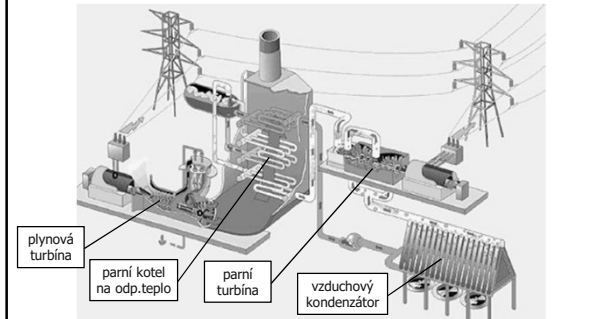 plynová
turbína
parní kotel
na odp.teplo
parní
turbína
vzduchový
kondenzátor